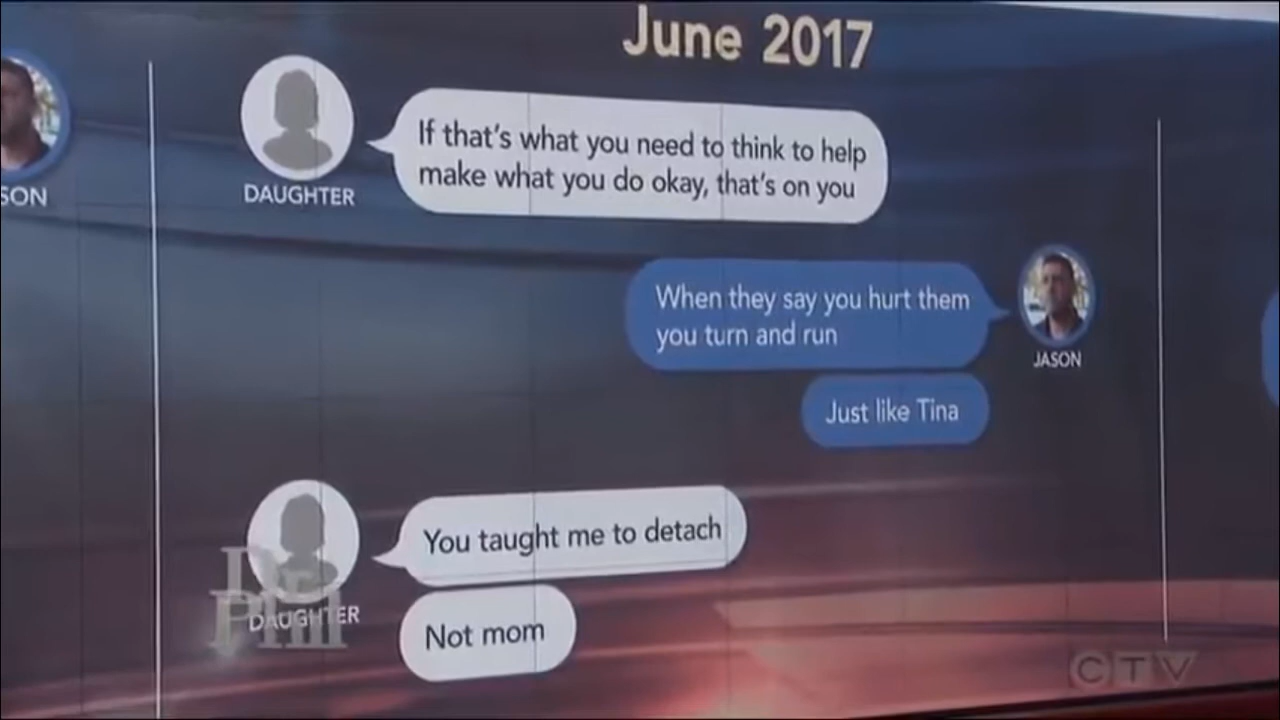 June 2017
SON
DAUGHTER
If that's what you need to think to help
make what you do okay, that's on you
When they say you hurt them
you turn and run
JASON
Just like Tina
You taught me to detach
Dr. Phil
DAUGHTER
Not mom
CTV